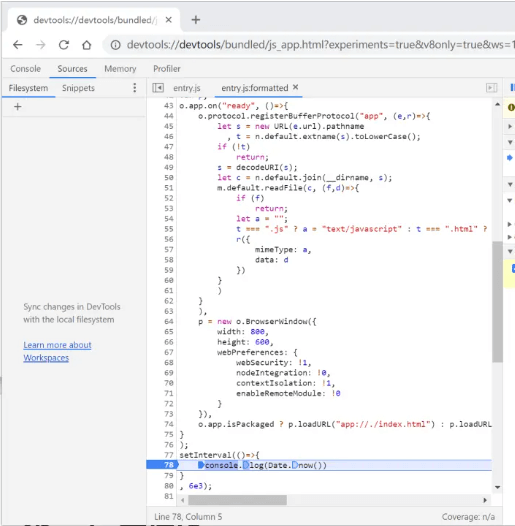 devtools://devtools/bundled/j
devtools://devtools/bundled/js_app.html?experiments=true&v8only=true&ws=1
Console Sources Memory Profiler
Filesystem Snippets entry.js entry.js:formatted
43 o.app.on("ready", ()=>{
44 o.protocol.registerBufferProtocol("app", (e,r)=>{
45 let s = new URL(e.url).pathname
46 , t = n.default.extname(s).toLowerCase();
47 if (!t)
48 return;
49 s = decodeURI(s);
50 let c = n.default.join(__dirname, s);
51 m.default.readFile(c, (f,d)=>{
52 if (f)
53 return;
54 let a = "";
55 t === ".js" ? a = "text/javascript" : t === ".html" ?
56 r({
57 mimeType: a,
58 data: d
59 })
60 }
61 )
62 }
63 ),
64 p = new o.BrowserWindow({
65 width: 800,
66 height: 600,
67 webPreferences: {
68 webSecurity: !1,
69 nodeIntegration: !0,
70 contextIsolation: !1,
71 enableRemoteModule: !0
72 }
73 }),
74 o.app.isPackaged ? p.loadURL("app://./index.html") : p.loadURL
75 }
76 );
77 setInterval(()=>{
78 console.log(Date.now())
79 }
80 , 6e3);
81
Sync changes in DevTools
with the local filesystem
Learn more about
Workspaces
Line 78, Column 5 Coverage: n/a